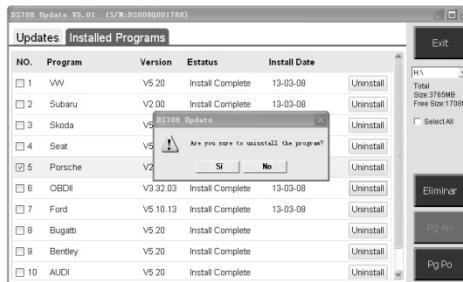 DST08 Update V5.01 (S/N:DS008Q001786)
Updates Installed Programs
Exit
NO. Program Version Estatus Install Date
H:\
1 VW V5.20 Install Complete 13-03-08 Uninstall
Total
Size:3765MB
2 Subaru V2.00 Install Complete 13-03-08 Uninstall
3 Skoda Uninstall
DST08 Update
Select All
4 Seat Uninstall
Are you sure to uninstall the program?
5 Porsche Uninstall
Sí No
6 OBDII V3.32.03 Install Complete 13-03-08 Uninstall
Eliminar
7 Ford V5.10.13 Install Complete 13-03-08 Uninstall
8 Bugatti V5.20 Install Complete Uninstall
Pg An
9 Bentley V5.20 Install Complete Uninstall
10 AUDI V5.20 Install Complete Uninstall
Pg Po